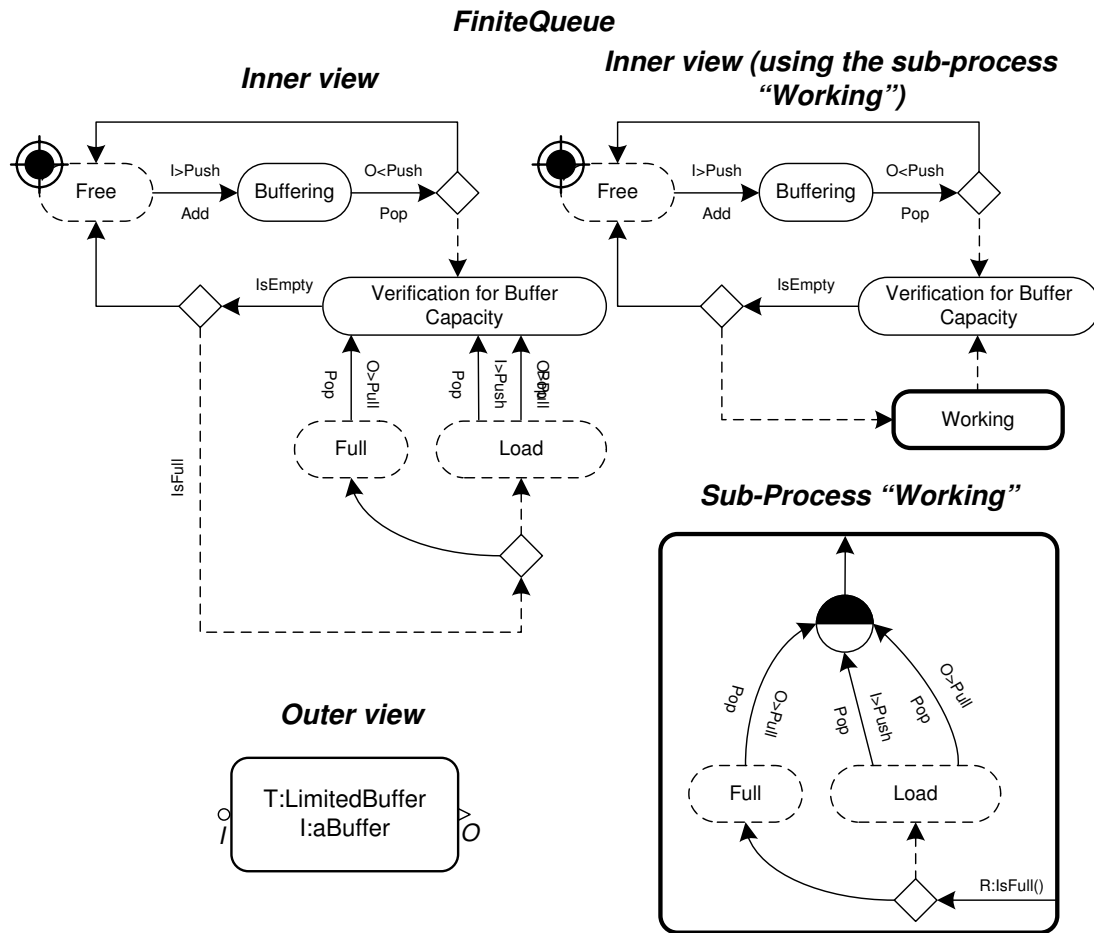 FiniteQueue
Inner view
Inner view (using the sub-process
“Working”)
Free
I>Push
Add
Buffering
O<Push
Pop
IsEmpty
Verification for Buffer
Capacity
Pop
O>Pull
Pop
I>Push
Full
Load
IsFull
Free
I>Push
Add
Buffering
O<Push
Pop
IsEmpty
Verification for Buffer
Capacity
Working
Sub-Process “Working”
Pop
O>Pull
Pop
I>Push
Pop
O>Pull
Full
Load
R:IsFull()
Outer view
T:LimitedBuffer
I:aBuffer
I
O